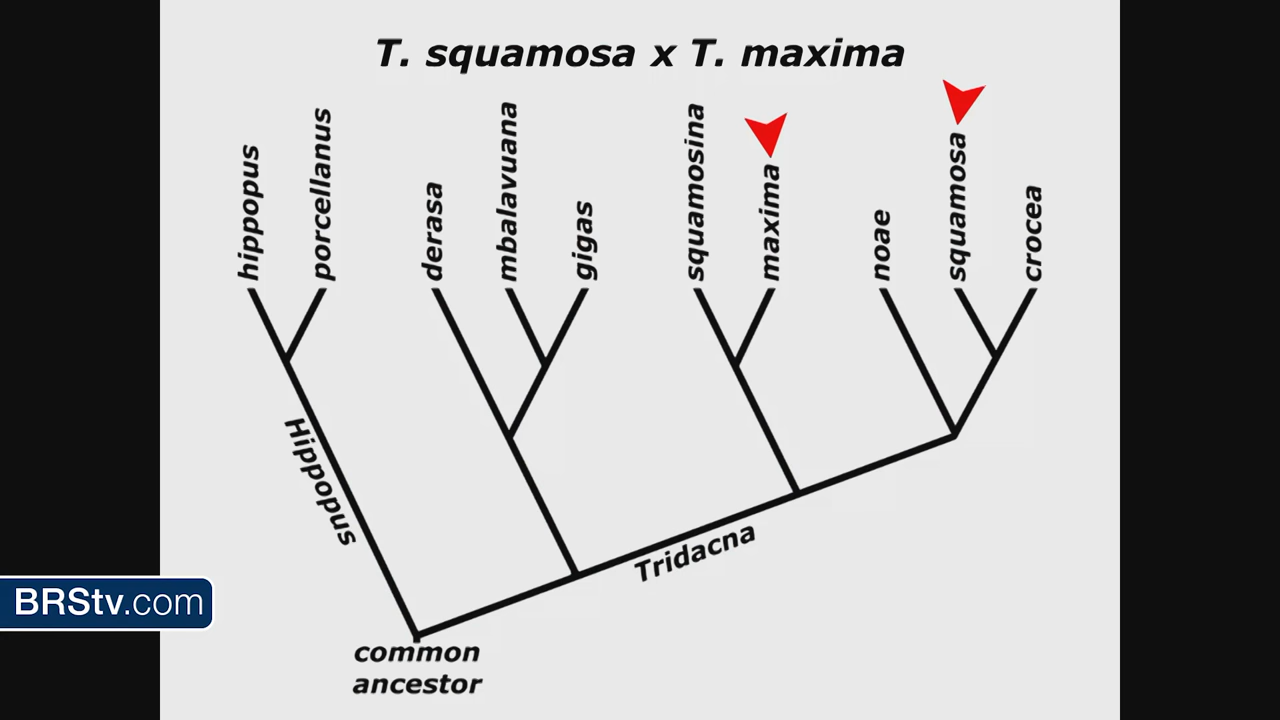 T. squamosa x T. maxima
hippopus
porcellanus
derasa
mbalavuana
gigas
squamosina
maxima
noae
squamosa
crocea
Hippopus
Tridacna
BRStv.com
common
ancestor